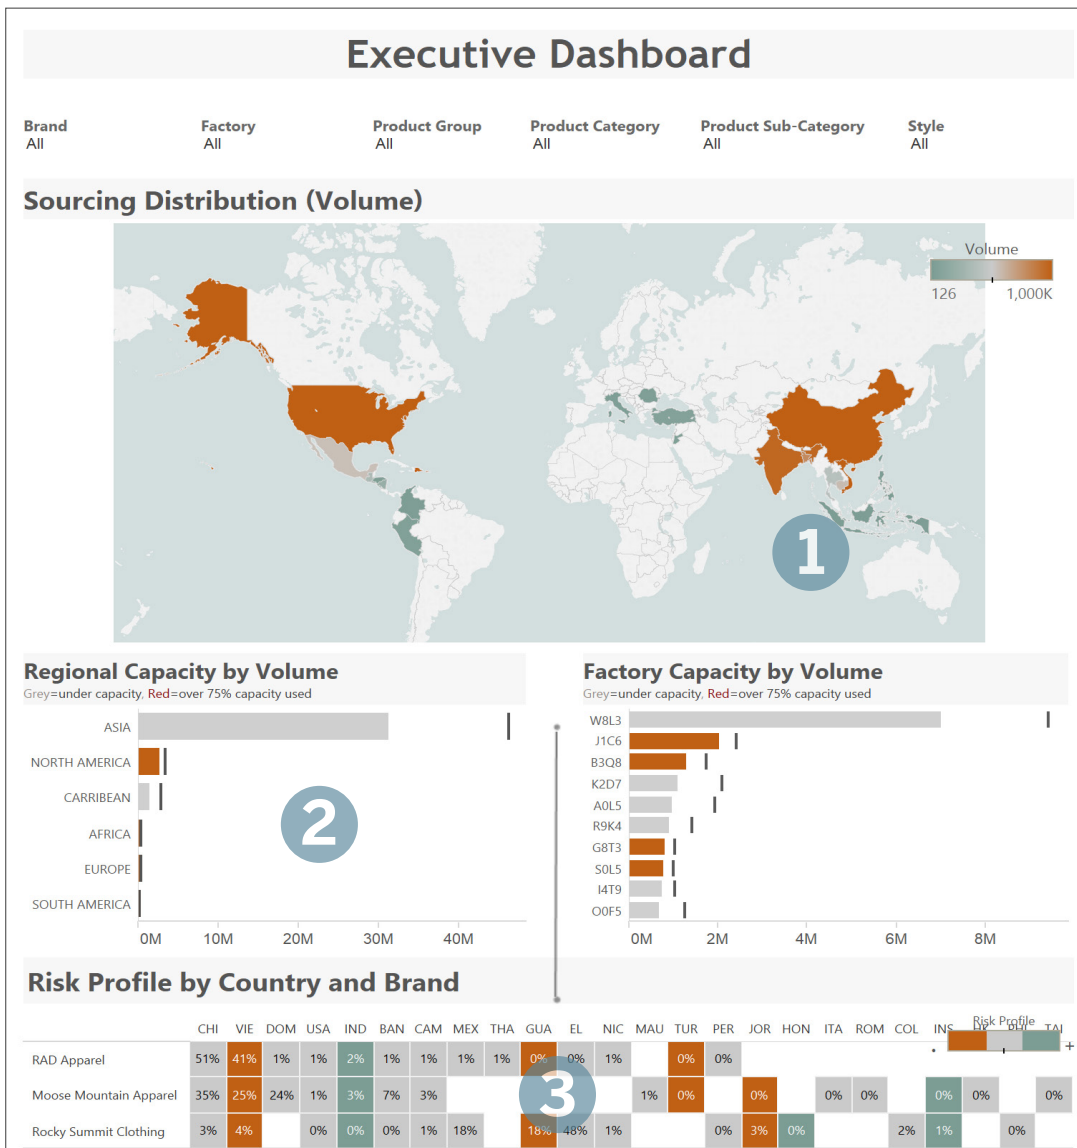 Executive Dashboard
Brand Factory Product Group Product Category Product Sub-Category Style
All All All All All All
Sourcing Distribution (Volume)
Volume
126 1,000K
1
Regional Capacity by Volume
Grey=under capacity, Red=over 75% capacity used
ASIA
NORTH AMERICA
CARRIBEAN
AFRICA
EUROPE
SOUTH AMERICA
0M 10M 20M 30M 40M
2
Factory Capacity by Volume
Grey=under capacity, Red=over 75% capacity used
W8L3
J1C6
B3Q8
K2D7
A0L5
R9K4
G8T3
S0L5
I4T9
O0F5
0M 2M 4M 6M 8M
Risk Profile by Country and Brand
Risk Profile
- +
CHI VIE DOM USA IND BAN CAM MEX THA GUA EL NIC MAU TUR PER JOR HON ITA ROM COL INS PHI TAI
RAD Apparel 51% 41% 1% 1% 2% 1% 1% 1% 1% 0% 0% 1% 0% 0%
Moose Mountain Apparel 35% 25% 24% 1% 3% 7% 3% 1% 0% 0% 0% 0% 0% 0% 0%
Rocky Summit Clothing 3% 4% 0% 0% 0% 1% 18% 18% 48% 1% 0% 3% 0% 2% 1% 0%
3